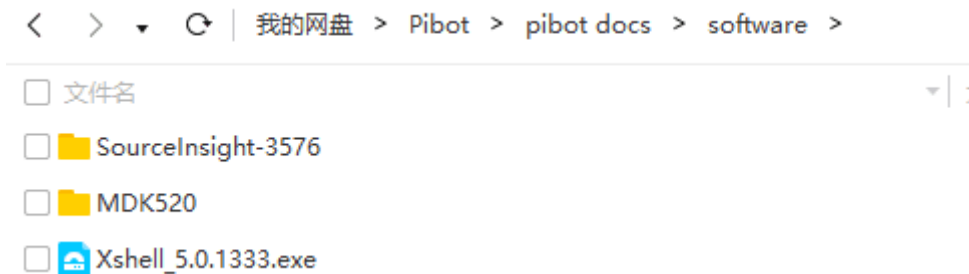 我的网盘 > Pibot > pibot docs > software >
文件名
SourceInsight-3576
MDK520
Xshell_5.0.1333.exe